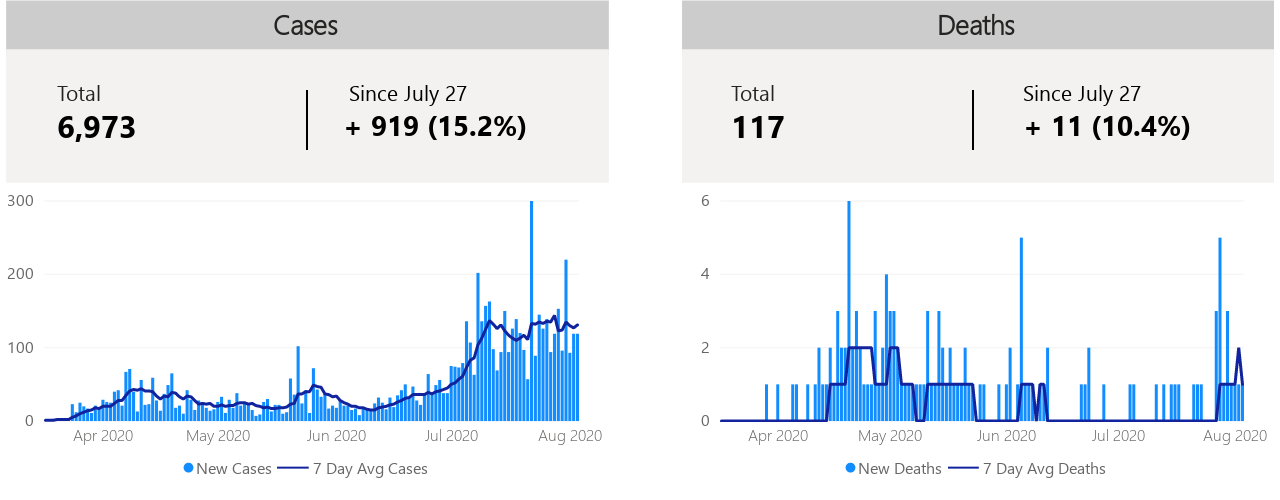 Cases
Total
6,973
Since July 27
+ 919 (15.2%)
300
200
100
0
Apr 2020 May 2020 Jun 2020 Jul 2020 Aug 2020
New Cases 7 Day Avg Cases
Deaths
Total
117
Since July 27
+ 11 (10.4%)
6
4
2
0
Apr 2020 May 2020 Jun 2020 Jul 2020 Aug 2020
New Deaths 7 Day Avg Deaths